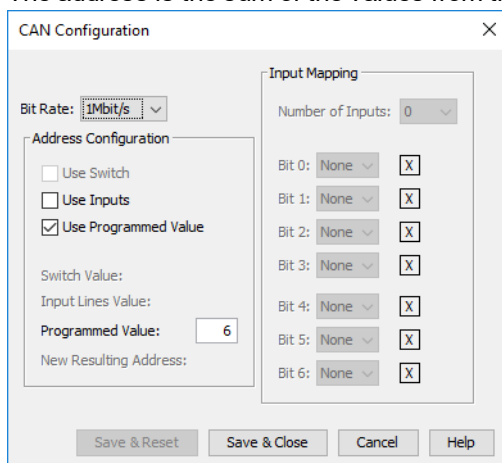 The address is the sum of the values from t
CAN Configuration
Bit Rate: 1Mbit/s
Address Configuration
Use Switch
Use Inputs
Use Programmed Value
Switch Value:
Input Lines Value:
Programmed Value: 6
New Resulting Address:
Input Mapping
Number of Inputs: 0
Bit 0: None X
Bit 1: None X
Bit 2: None X
Bit 3: None X
Bit 4: None X
Bit 5: None X
Bit 6: None X
Save & Reset Save & Close Cancel Help